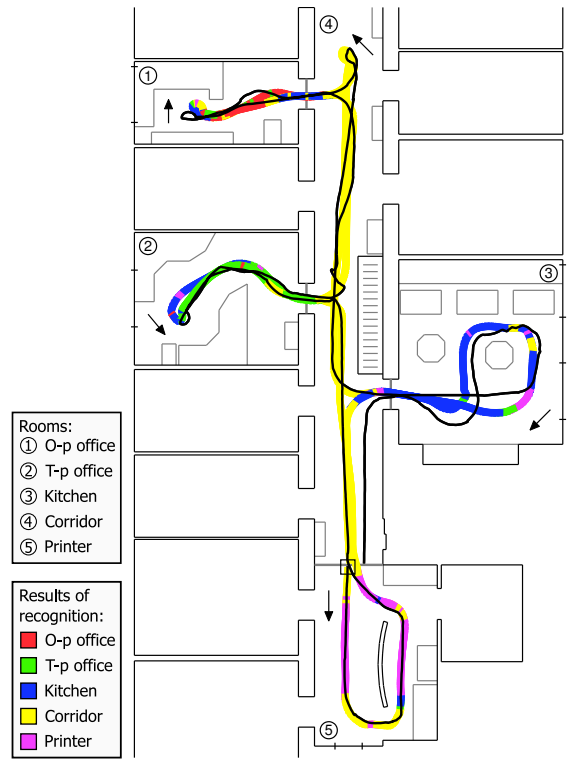 ④
①
②
③
Rooms:
① O-p office
② T-p office
③ Kitchen
④ Corridor
⑤ Printer
Results of
recognition:
O-p office
T-p office
Kitchen
Corridor
Printer
⑤